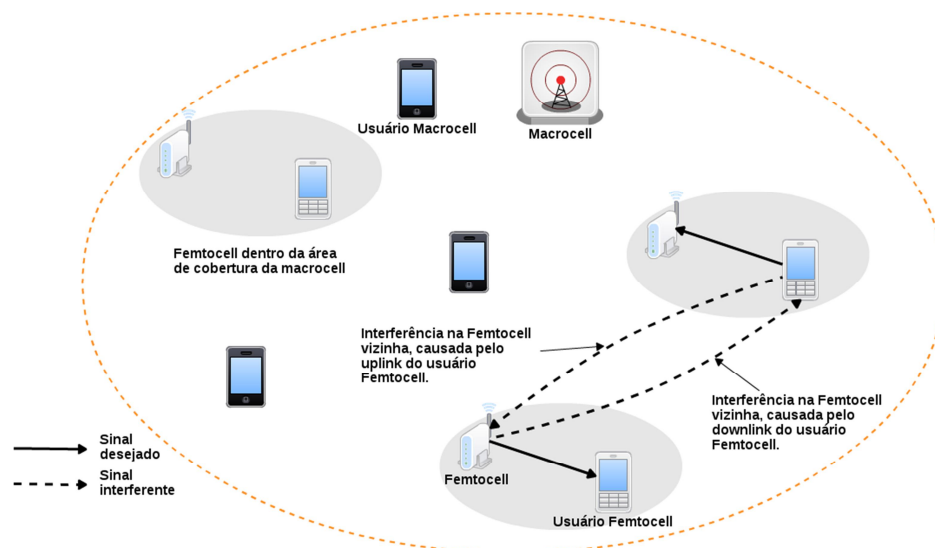 Usuário Macrocell
Macrocell
Femtocell dentro da área
de cobertura da macrocell
Interferência na Femtocell
vizinha, causada pelo
uplink do usuário
Femtocell.
Interferência na Femtocell
vizinha, causada pelo
downlink do usuário
Femtocell.
Sinal
desejado
Sinal
interferente
Femtocell
Usuário Femtocell